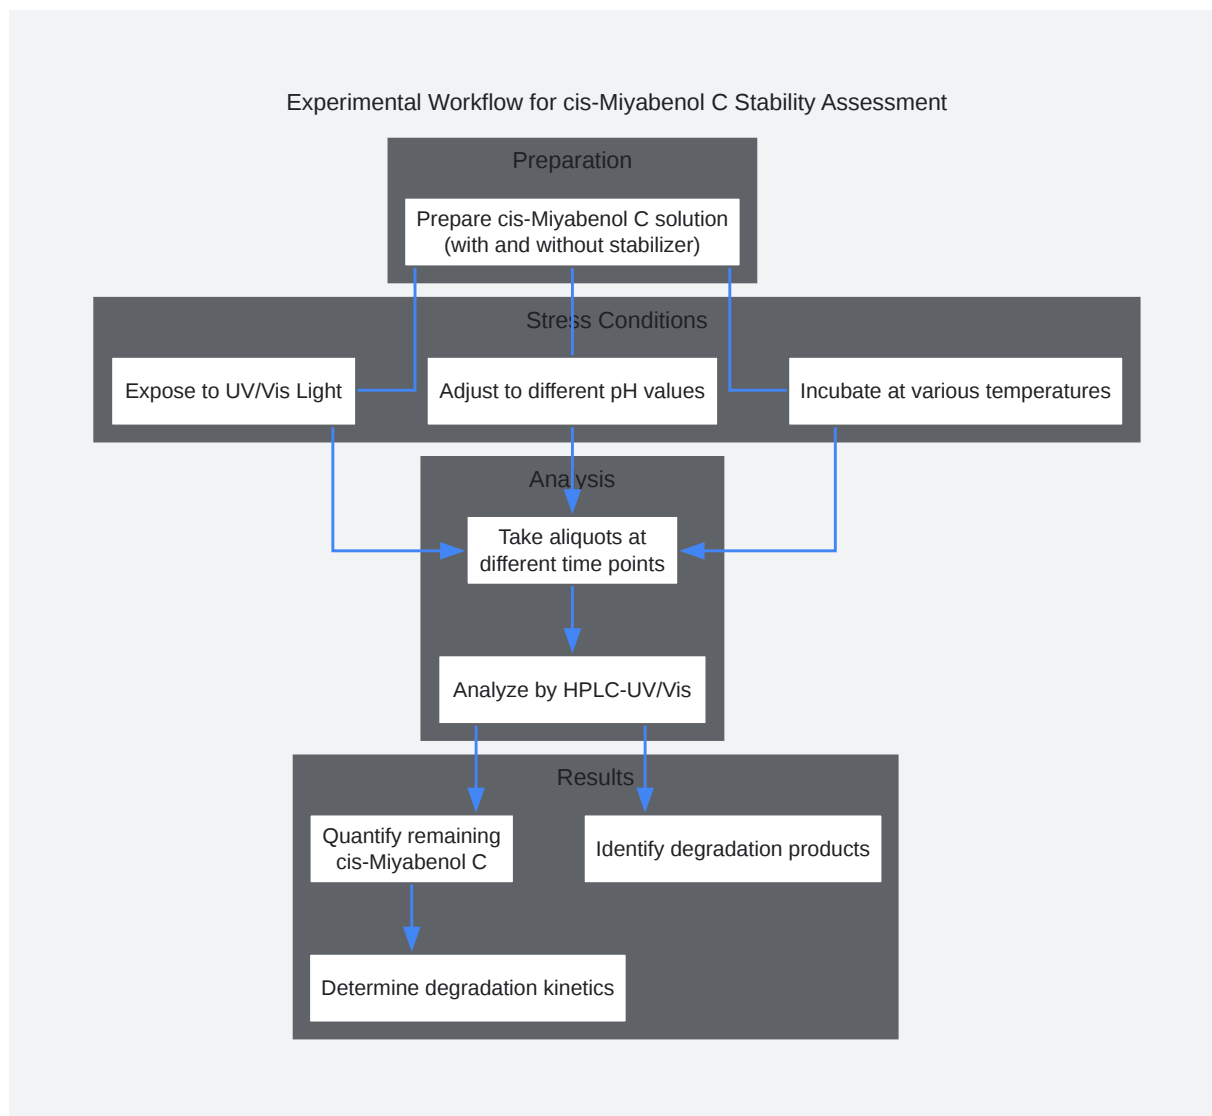 Experimental Workflow for cis-Miyabenol C Stability Assessment
Preparation
Prepare cis-Miyabenol C solution
(with and without stabilizer)
Stress Conditions
Expose to UV/Vis Light
Adjust to different pH values
Incubate at various temperatures
Analysis
Take aliquots at
different time points
Analyze by HPLC-UV/Vis
Results
Quantify remaining
cis-Miyabenol C
Identify degradation products
Determine degradation kinetics